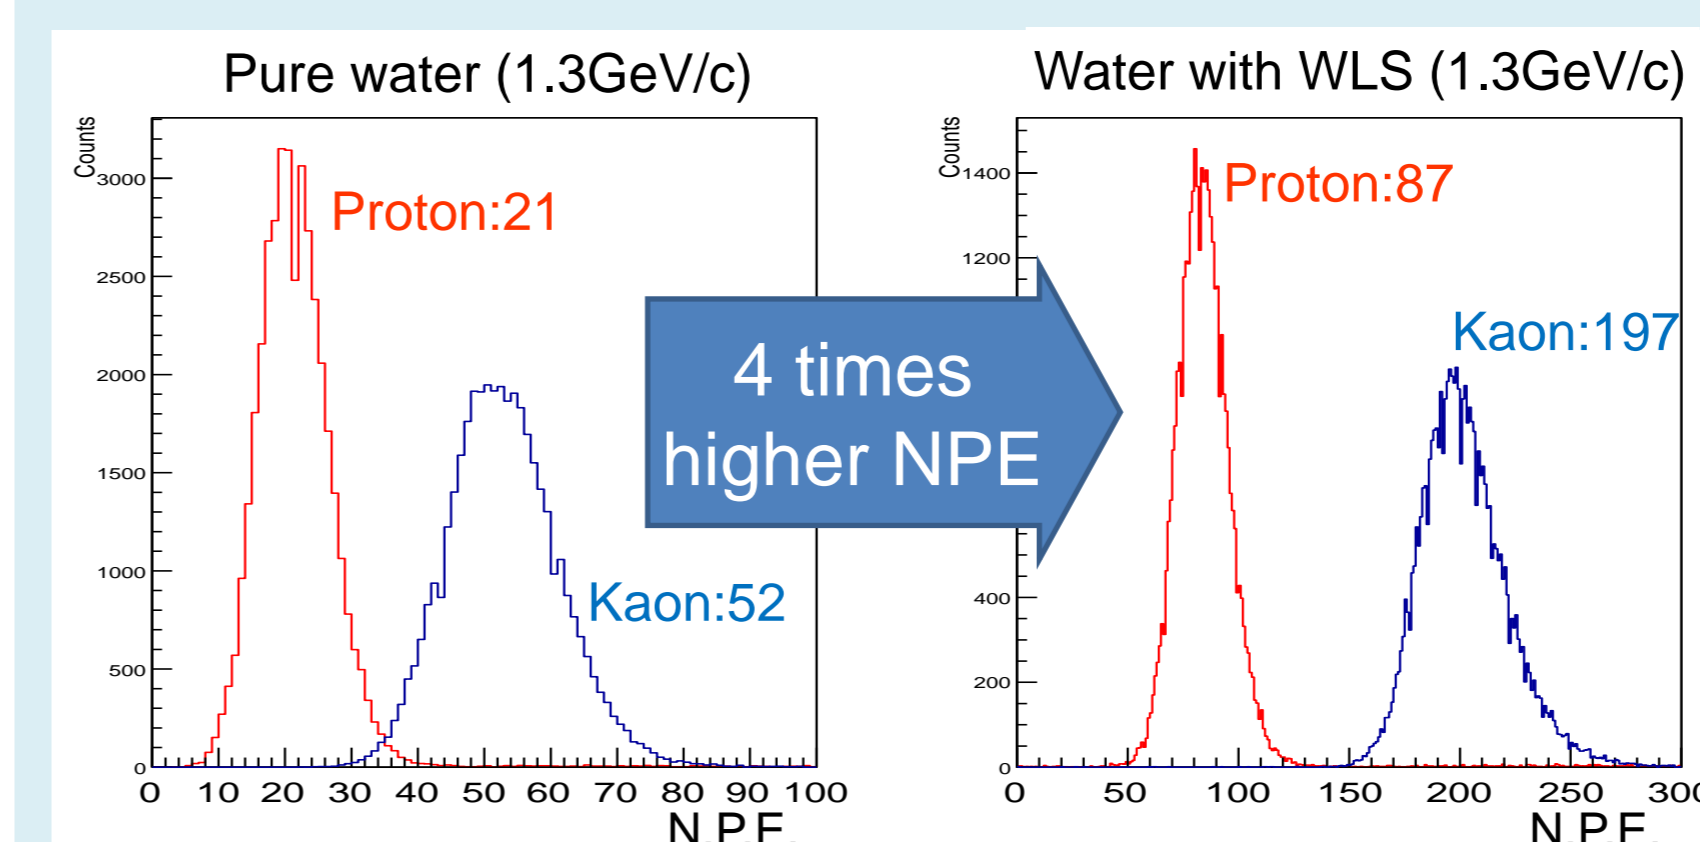 Pure water (1.3GeV/c)
Counts
3000
2500
2000
1500
1000
500
0
0 10 20 30 40 50 60 70 80 90 100
N.P.E.
Proton:21
Kaon:52
4 times
higher NPE
Water with WLS (1.3GeV/c)
Counts
1400
1200
400
200
0
0 50 100 150 200 250 300
N.P.E.
Proton:87
Kaon:197